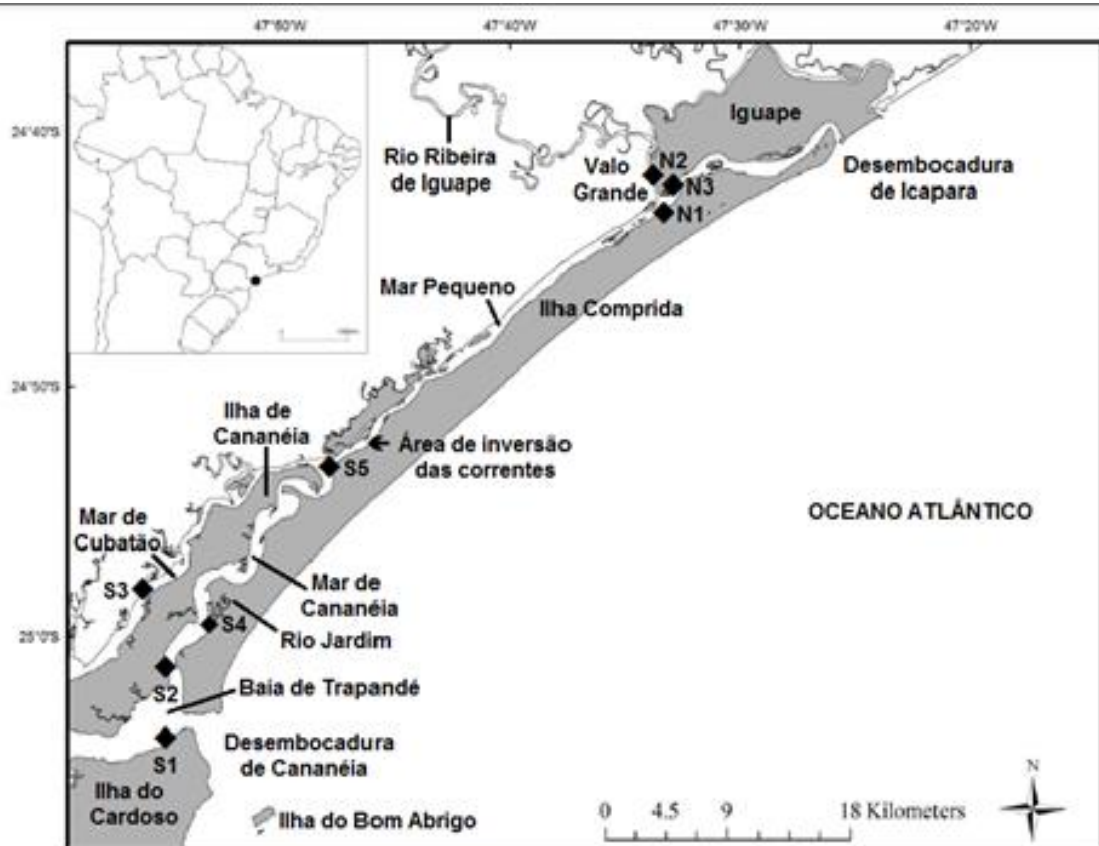 47°50'W
47°40'W
47°30'W
47°20'W
24°40'S
24°50'S
25°0'S
Iguape
Rio Ribeira
de Iguape
Valo
Grande
N2
N3
N1
Desembocadura
de Icapara
Mar Pequeno
Ilha Comprida
Ilha de
Cananéia
Área de inversão
das correntes
S5
OCEANO ATLÂNTICO
Mar de
Cubatão
S3
Mar de
Cananéia
S4
Rio Jardim
S2
Baia de Trapandé
S1
Desembocadura
de Cananéia
Ilha do
Cardoso
Ilha do Bom Abrigo
0 4.5 9 18 Kilometers
N